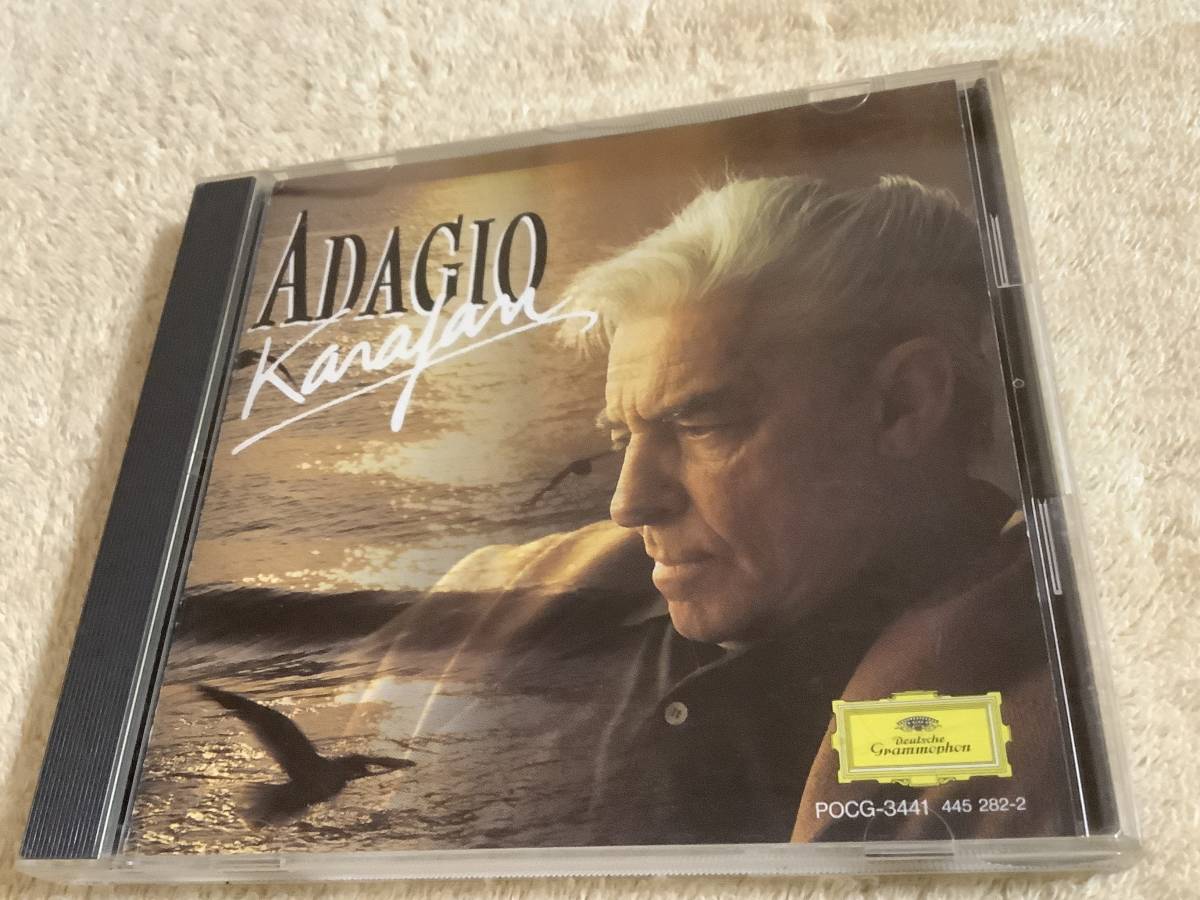 ADAGIO
Karajan
Deutsche
Grammophon
POCG-3441 445 282-2